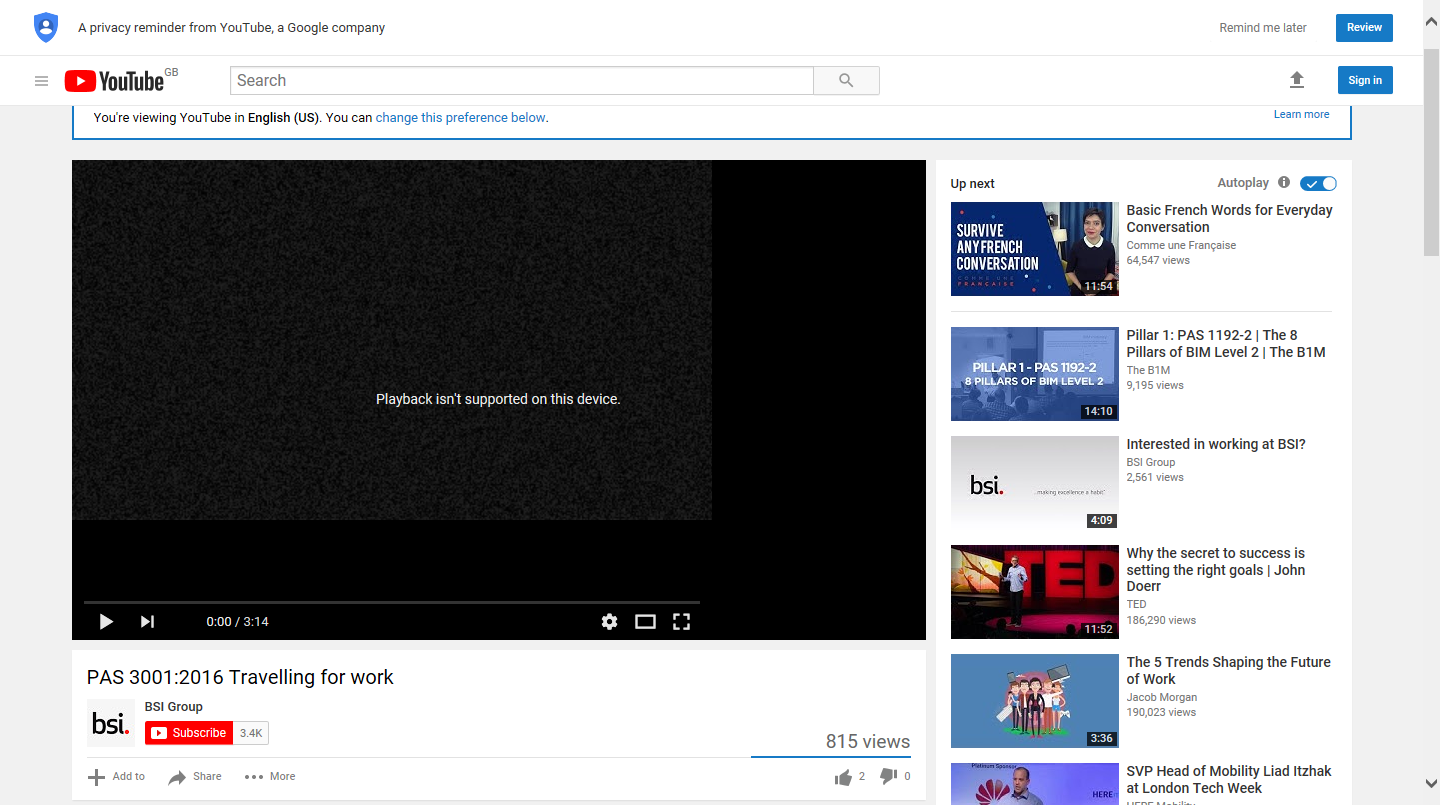 A privacy reminder from YouTube, a Google company
Remind me later
Review
YouTube GB
Search
Sign in
You're viewing YouTube in English (US). You can change this preference below.
Learn more
Playback isn't supported on this device.
0:00 / 3:14
PAS 3001:2016 Travelling for work
bsi.
BSI Group
Subscribe 3.4K
815 views
Add to
Share
More
2
0
Up next
Autoplay
SURVIVE
ANY FRENCH
CONVERSATION
COMME UNE
FRANÇAISE
11:54
Basic French Words for Everyday
Conversation
Comme une Française
64,547 views
PILLAR 1 - PAS 1192-2
8 PILLARS OF BIM LEVEL 2
14:10
Pillar 1: PAS 1192-2 | The 8
Pillars of BIM Level 2 | The B1M
The B1M
9,195 views
bsi.
...making excellence a habit.™
4:09
Interested in working at BSI?
BSI Group
2,561 views
TED
11:52
Why the secret to success is
setting the right goals | John
Doerr
TED
186,290 views
3:36
The 5 Trends Shaping the Future
of Work
Jacob Morgan
190,023 views
Platinum Sponsor
HERE
SVP Head of Mobility Liad Itzhak
at London Tech Week
HERE Mobility